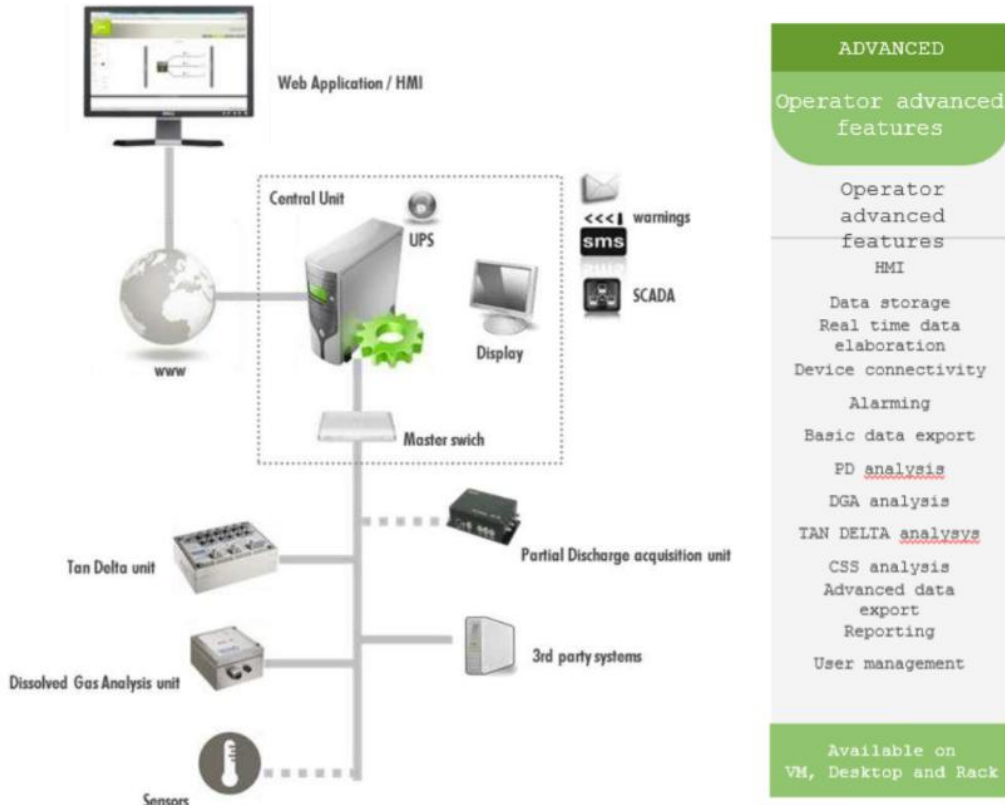 Web Application / HMI
Central Unit
UPS
<<<
warnings
sms
SCADA
Display
www
Master swich
Partial Discharge acquisition unit
Tan Delta unit
3rd party systems
Dissolved Gas Analysis unit
Sensors
ADVANCED
Operator advanced
features
Operator
advanced
features
HMI
Data storage
Real time data
elaboration
Device connectivity
Alarming
Basic data export
PD analysis
DGA analysis
TAN DELTA analysys
CSS analysis
Advanced data
export
Reporting
User management
Available on
VM, Desktop and Rack